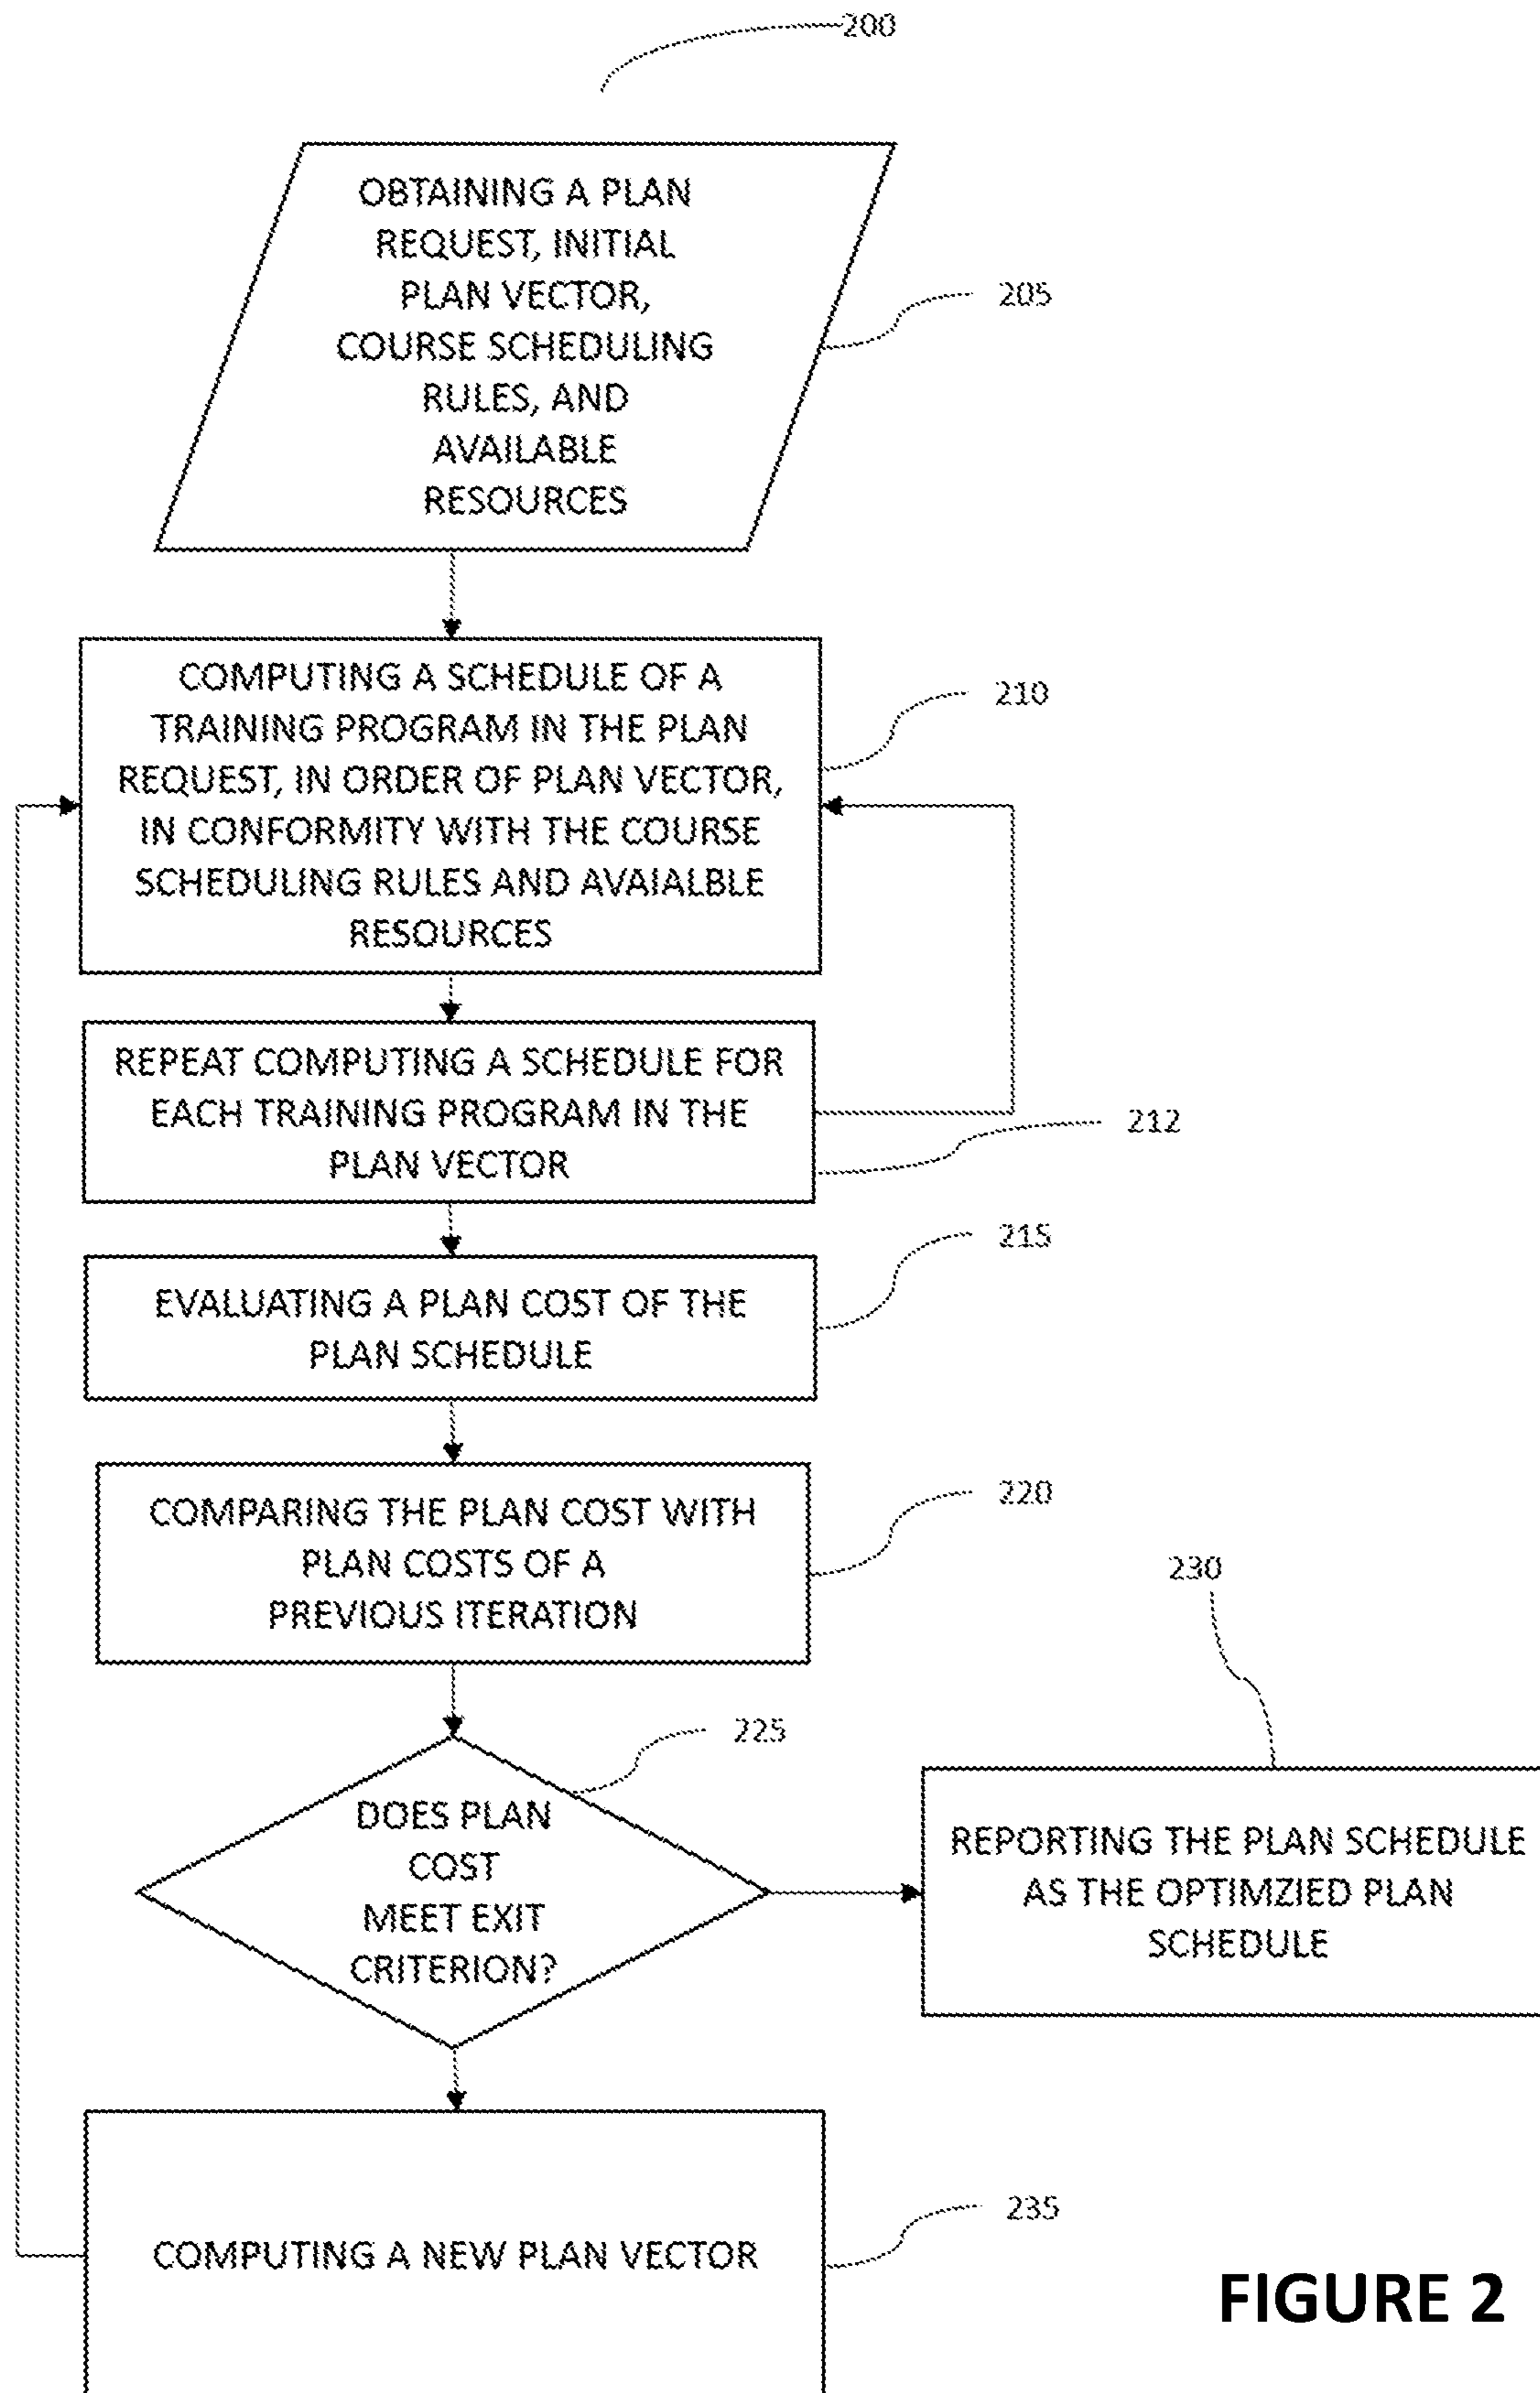 200
OBTAINING A PLAN
REQUEST, INITIAL
PLAN VECTOR,
COURSE SCHEDULING
RULES, AND
AVAILABLE
RESOURCES
205
COMPUTING A SCHEDULE OF A
TRAINING PROGRAM IN THE PLAN
REQUEST, IN ORDER OF PLAN VECTOR,
IN CONFORMITY WITH THE COURSE
SCHEDULING RULES AND AVAIALBLE
RESOURCES
210
REPEAT COMPUTING A SCHEDULE FOR
EACH TRAINING PROGRAM IN THE
PLAN VECTOR
212
EVALUATING A PLAN COST OF THE
PLAN SCHEDULE
215
COMPARING THE PLAN COST WITH
PLAN COSTS OF A
PREVIOUS ITERATION
220
DOES PLAN
COST
MEET EXIT
CRITERION?
225
230
REPORTING THE PLAN SCHEDULE
AS THE OPTIMZIED PLAN
SCHEDULE
COMPUTING A NEW PLAN VECTOR
235
FIGURE 2